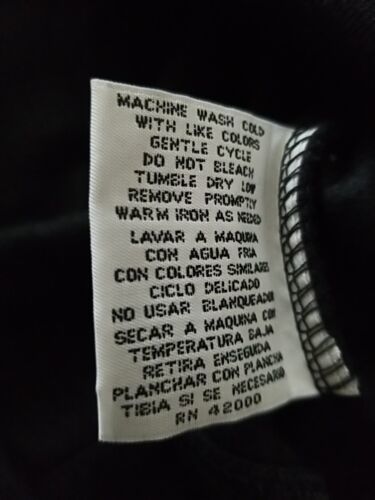 MACHINE WASH COLD
WITH LIKE COLORS
GENTLE CYCLE
DO NOT BLEACH
TUMBLE DRY LOW
REMOVE PROMPTLY
WARM IRON AS NEEDED
LAVAR A MAQUINA
CON AGUA FRIA
CON COLORES SIMILARES
CICLO DELICADO
NO USAR BLANQUEADOR
SECAR A MAQUINA CON
TEMPERATURA BAJA
RETIRA ENSEGUIDA
PLANCHAR CON PLANCHA
TIBIA SI SE NECESARIO
RN 42000